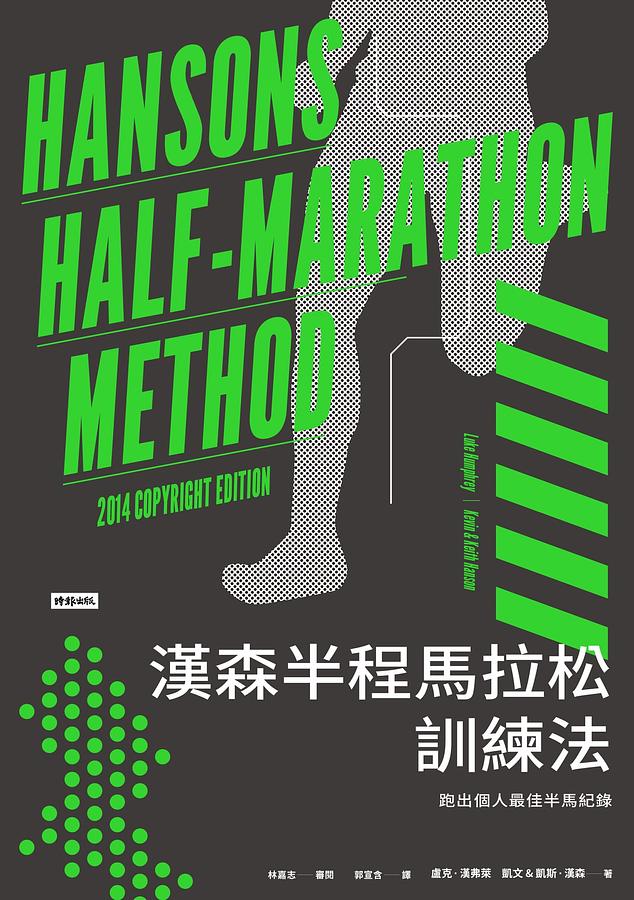 HANSONS
HALF-MARATHON
METHOD
2014 COPYRIGHT EDITION
Luke Humphrey | Kevin & Keith Hanson
時報出版
漢森半程馬拉松
訓練法
跑出個人最佳半馬紀錄
林嘉志──審閱 郭宣含──譯 盧克·漢弗萊 凱文&凱斯·漢森──著